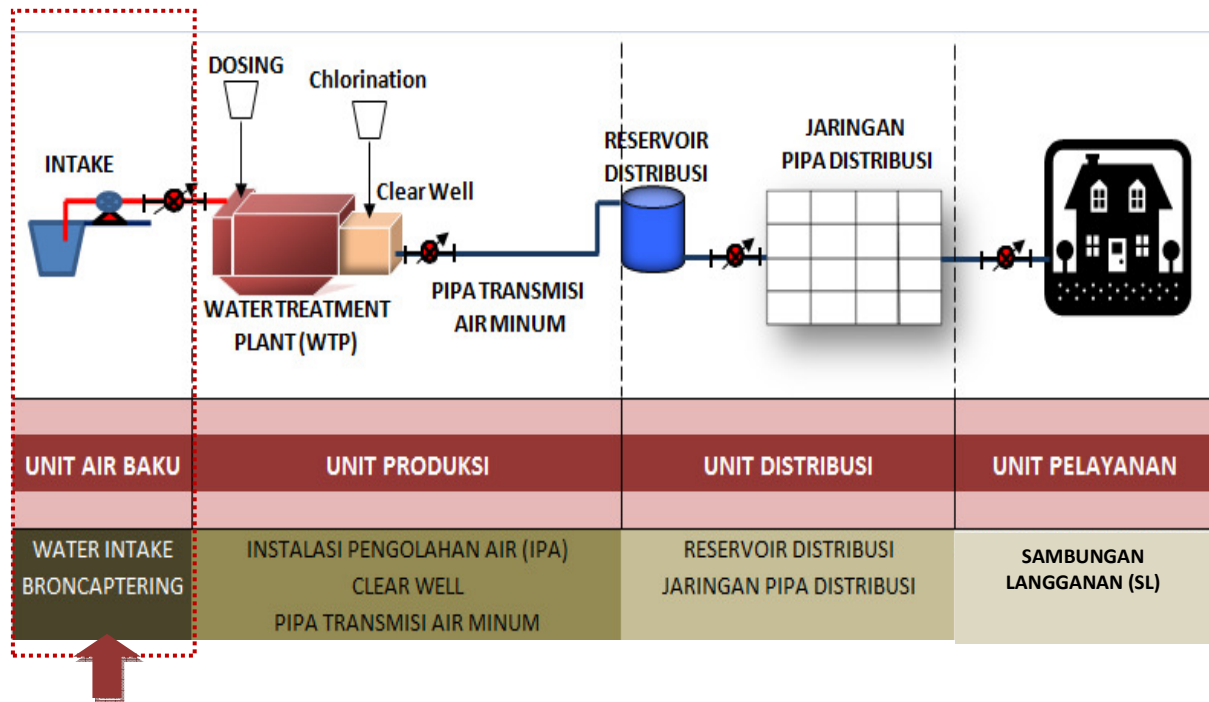 DOSING
Chlorination
INTAKE
Clear Well
WATER TREATMENT
PLANT (WTP)
PIPA TRANSMISI
AIR MINUM
RESERVOIR
DISTRIBUSI
JARINGAN
PIPA DISTRIBUSI
UNIT AIR BAKU
UNIT PRODUKSI
UNIT DISTRIBUSI
UNIT PELAYANAN
WATER INTAKE
BRONCAPTERING
INSTALASI PENGOLAHAN AIR (IPA)
CLEAR WELL
PIPA TRANSMISI AIR MINUM
RESERVOIR DISTRIBUSI
JARINGAN PIPA DISTRIBUSI
SAMBUNGAN
LANGGANAN (SL)